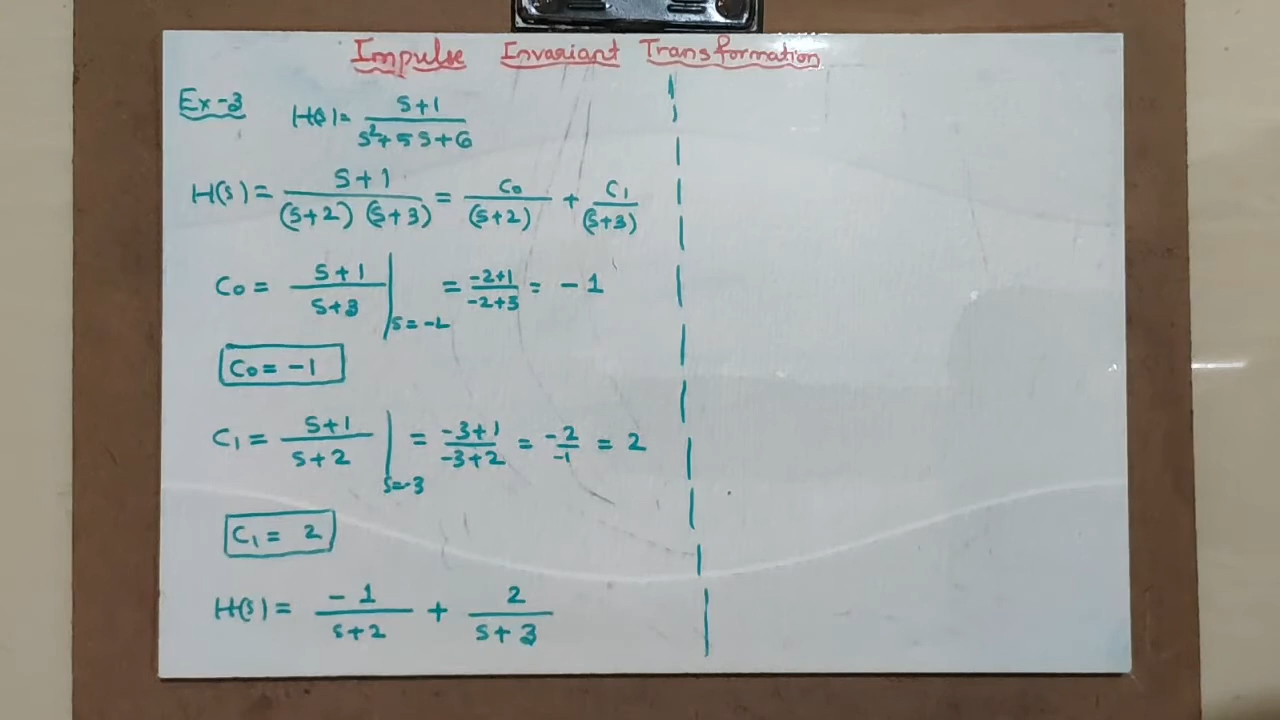 Impulse Invariant Transformation
Ex-3 H(s) = (s+1)/(s²+5s+6)
H(s) = (s+1)/((s+2)(s+3)) = C₀/(s+2) + C₁/(s+3)
C₀ = (s+1)/(s+3) |s=-2 = (-2+1)/(-2+3) = -1
C₀ = -1
C₁ = (s+1)/(s+2) |s=-3 = (-3+1)/(-3+2) = -2/-1 = 2
C₁ = 2
H(s) = -1/(s+2) + 2/(s+3)